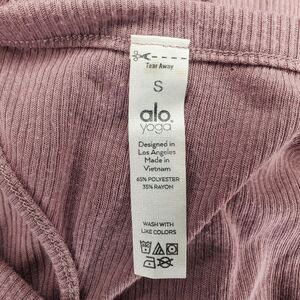 Tear Away
S
alo
yoga
Designed in
Los Angeles
Made in
Vietnam
65% POLYESTER
35% RAYON
WASH WITH
LIKE COLORS